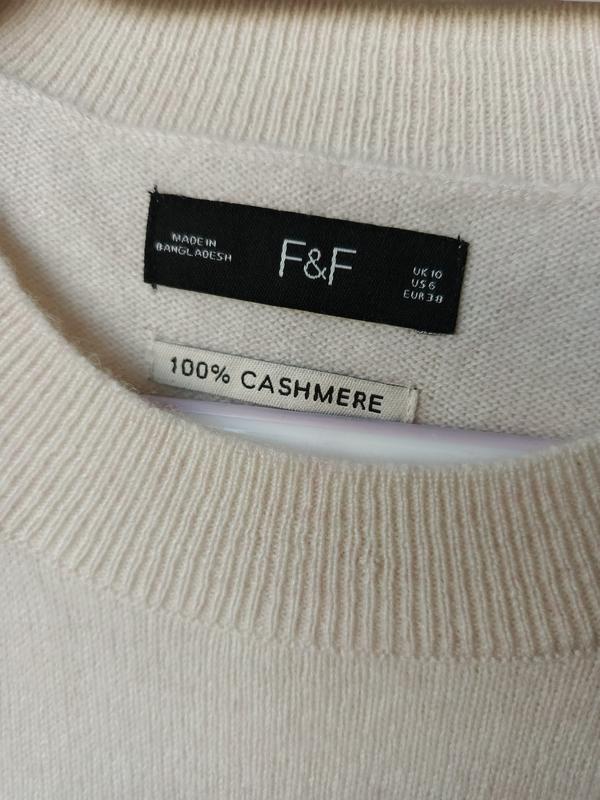 MADE IN
BANGLADESH
F&F
UK 10
US 6
EUR 38
100% CASHMERE